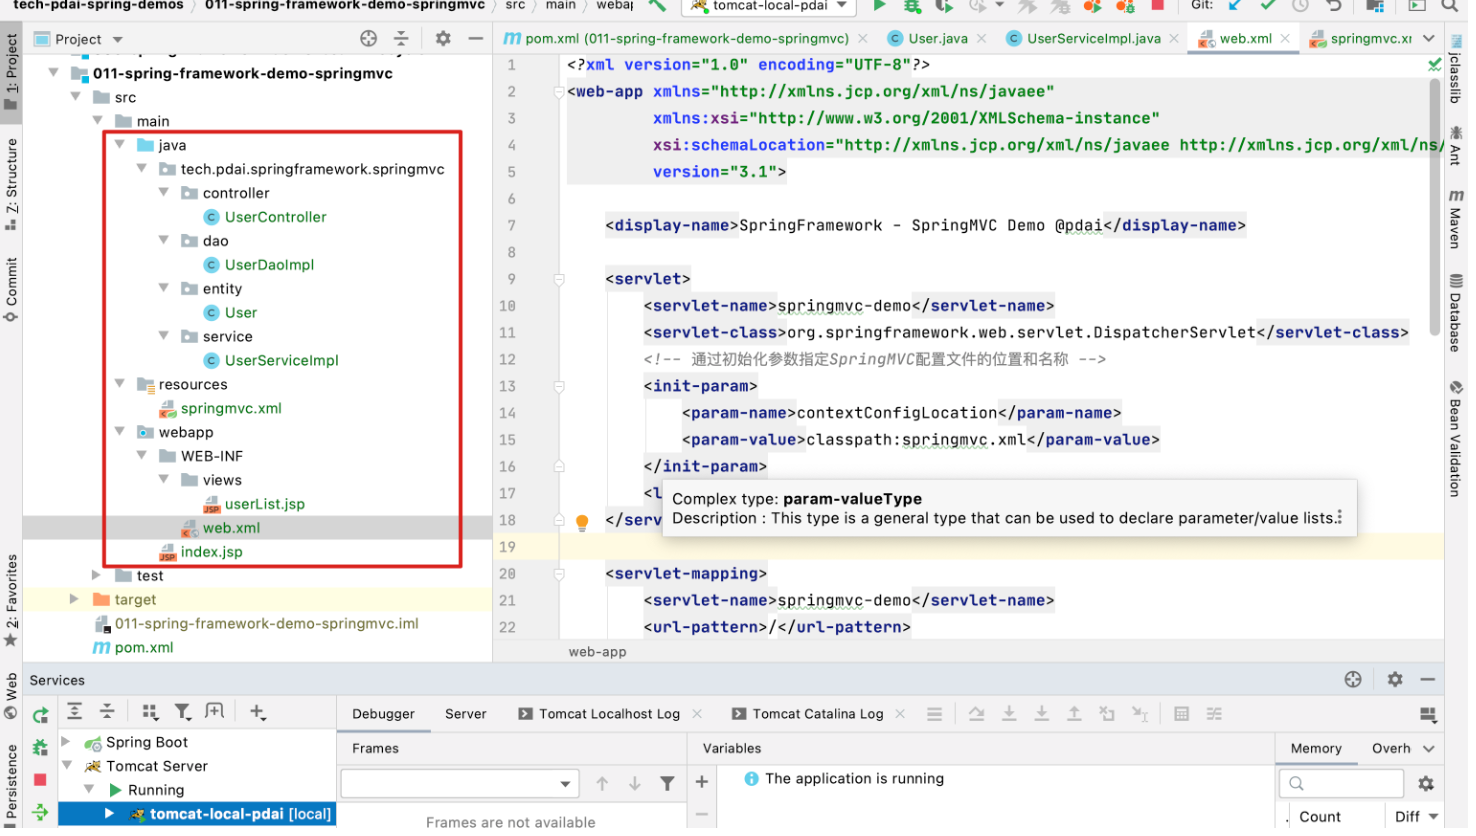 tech-pdai-spring-demos
011-spring-framework-demo-springmvc
src
main
tomcat-local-pdai
Git:
Project
pom.xml (011-spring-framework-demo-springmvc)
User.java
UserServiceImpl.java
web.xml
1: Project
Z: Structure
Commit
2: Favorites
Web
Persistence
011-spring-framework-demo-springmvc
src
main
java
tech.pdai.springframework.springmvc
controller
UserController
dao
UserDaoImpl
entity
User
service
UserServiceImpl
resources
springmvc.xml
webapp
WEB-INF
views
userList.jsp
web.xml
index.jsp
test
target
011-spring-framework-demo-springmvc.iml
pom.xml
1 <?xml version="1.0" encoding="UTF-8"?>
2 <web-app xmlns="http://xmlns.jcp.org/xml/ns/javaee"
3 xmlns:xsi="http://www.w3.org/2001/XMLSchema-instance"
4 xsi:schemaLocation="http://xmlns.jcp.org/xml/ns/javaee http://xmlns.jcp.org/xml/ns/
5 version="3.1">
6
7 <display-name>SpringFramework - SpringMVC Demo @pdai</display-name>
8
9 <servlet>
10 <servlet-name>springmvc-demo</servlet-name>
11 <servlet-class>org.springframework.web.servlet.DispatcherServlet</servlet-class>
12 <!-- 通过初始化参数指定SpringMVC配置文件的位置和名称 -->
13 <init-param>
14 <param-name>contextConfigLocation</param-name>
15 <param-value>classpath:springmvc.xml</param-value>
16 </init-param>
17 <l
18 </serv
19
20 <servlet-mapping>
21 <servlet-name>springmvc-demo</servlet-name>
22 <url-pattern>/</url-pattern>
Complex type: param-valueType
Description : This type is a general type that can be used to declare parameter/value lists.
web-app
jclasslib
Ant
Maven
Database
Bean Validation
Services
Debugger
Server
Tomcat Localhost Log
Tomcat Catalina Log
Spring Boot
Tomcat Server
Running
tomcat-local-pdai [local]
Frames
Frames are not available
Variables
The application is running
Memory
Overh
Count
Diff